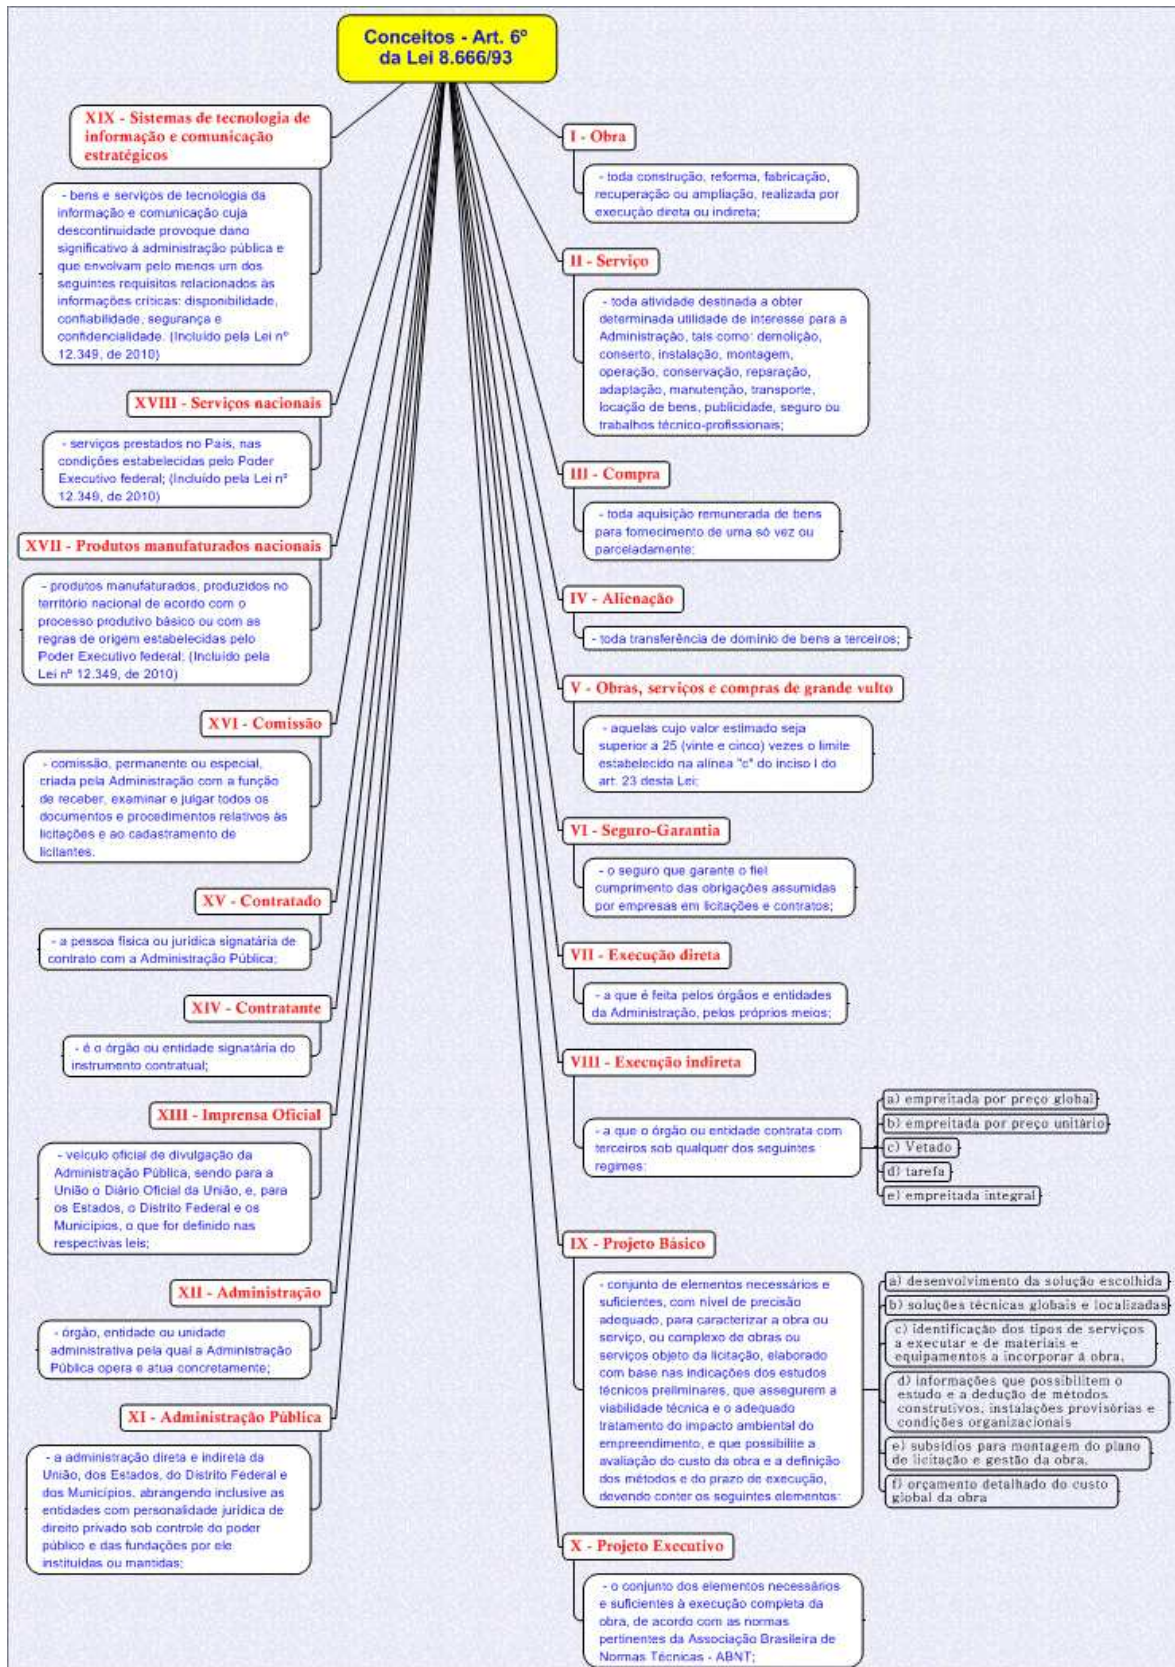 Conceitos - Art. 6º
da Lei 8.666/93
I - Obra
- toda construção, reforma, fabricação,
recuperação ou ampliação, realizada por
execução direta ou indireta;
II - Serviço
- toda atividade destinada a obter
determinada utilidade de interesse para a
Administração, tais como: demolição,
conserto, instalação, montagem,
operação, conservação, reparação,
adaptação, manutenção, transporte,
locação de bens, publicidade, seguro ou
trabalhos técnico-profissionais;
III - Compra
- toda aquisição remunerada de bens
para fornecimento de uma só vez ou
parceladamente;
IV - Alienação
- toda transferência de domínio de bens a terceiros;
V - Obras, serviços e compras de grande vulto
- aquelas cujo valor estimado seja
superior a 25 (vinte e cinco) vezes o limite
estabelecido na alínea "c" do inciso I do
art. 23 desta Lei;
VI - Seguro-Garantia
- o seguro que garante o fiel
cumprimento das obrigações assumidas
por empresas em licitações e contratos;
VII - Execução direta
- a que é feita pelos órgãos e entidades
da Administração, pelos próprios meios;
VIII - Execução indireta
- a que o órgão ou entidade contrata com
terceiros sob qualquer dos seguintes
regimes:
a) empreitada por preço global
b) empreitada por preço unitário
c) Vetado
d) tarefa
e) empreitada integral
IX - Projeto Básico
- conjunto de elementos necessários e
suficientes, com nível de precisão
adequado, para caracterizar a obra ou
serviço, ou complexo de obras ou
serviços objeto da licitação, elaborado
com base nas indicações dos estudos
técnicos preliminares, que assegurem a
viabilidade técnica e o adequado
tratamento do impacto ambiental do
empreendimento, e que possibilite a
avaliação do custo da obra e a definição
dos métodos e do prazo de execução,
devendo conter os seguintes elementos:
a) desenvolvimento da solução escolhida
b) soluções técnicas globais e localizadas
c) identificação dos tipos de serviços
a executar e de materiais e
equipamentos a incorporar à obra,
d) informações que possibilitem o
estudo e a dedução de métodos
construtivos, instalações provisórias e
condições organizacionais
e) subsídios para montagem do plano
de licitação e gestão da obra,
f) orçamento detalhado do custo
global da obra
X - Projeto Executivo
- o conjunto dos elementos necessários
e suficientes à execução completa da
obra, de acordo com as normas
pertinentes da Associação Brasileira de
Normas Técnicas - ABNT;
XI - Administração Pública
- a administração direta e indireta da
União, dos Estados, do Distrito Federal e
dos Municípios, abrangendo inclusive as
entidades com personalidade jurídica de
direito privado sob controle do poder
público e das fundações por ele
instituídas ou mantidas;
XII - Administração
- órgão, entidade ou unidade
administrativa pela qual a Administração
Pública opera e atua concretamente;
XIII - Imprensa Oficial
- veículo oficial de divulgação da
Administração Pública, sendo para a
União o Diário Oficial da União, e, para
os Estados, o Distrito Federal e os
Municípios, o que for definido nas
respectivas leis;
XIV - Contratante
- é o órgão ou entidade signatária do
instrumento contratual;
XV - Contratado
- a pessoa física ou jurídica signatária de
contrato com a Administração Pública;
XVI - Comissão
- comissão, permanente ou especial,
criada pela Administração com a função
de receber, examinar e julgar todos os
documentos e procedimentos relativos às
licitações e ao cadastramento de
licitantes.
XVII - Produtos manufaturados nacionais
- produtos manufaturados, produzidos no
território nacional de acordo com o
processo produtivo básico ou com as
regras de origem estabelecidas pelo
Poder Executivo federal; (Incluído pela
Lei nº 12.349, de 2010)
XVIII - Serviços nacionais
- serviços prestados no País, nas
condições estabelecidas pelo Poder
Executivo federal; (Incluído pela Lei nº
12.349, de 2010)
XIX - Sistemas de tecnologia de
informação e comunicação
estratégicos
- bens e serviços de tecnologia da
informação e comunicação cuja
descontinuidade provoque dano
significativo à administração pública e
que envolvam pelo menos um dos
seguintes requisitos relacionados às
informações críticas: disponibilidade,
confiabilidade, segurança e
confidencialidade. (Incluído pela Lei nº
12.349, de 2010)